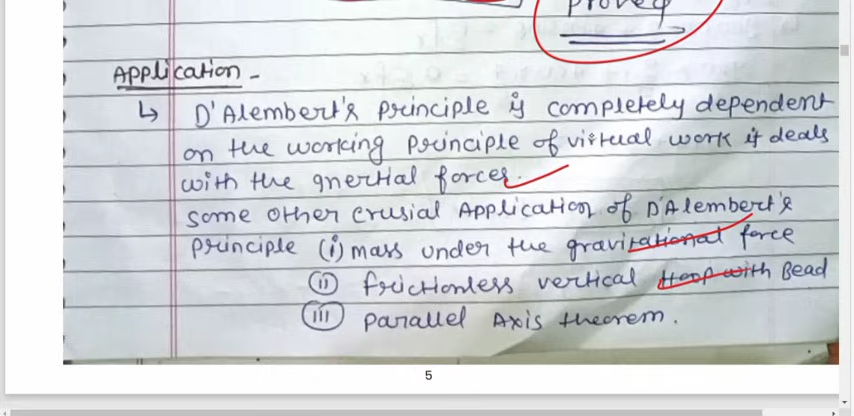 Proved
Application -
↳ D'Alembert's Principle is completely dependent
on the working principle of virtual work it deals
with the Inertial forces.
Some other crusial Application of D'Alembert's
Principle (i) mass under the gravitational force
(ii) frictionless vertical Hoop with Bead
(iii) Parallel Axis theorem.
5